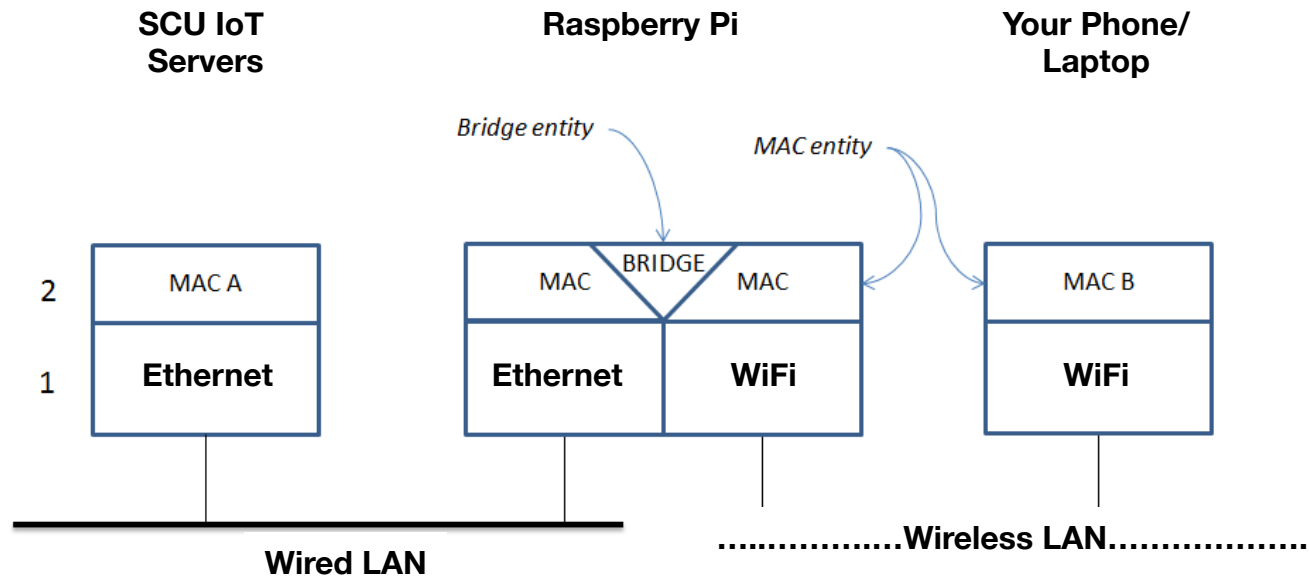 SCU IoT
Servers
Raspberry Pi
Your Phone/
Laptop
Bridge entity
MAC entity
2
MAC A
MAC
BRIDGE
MAC
MAC B
1
Ethernet
Ethernet
WiFi
WiFi
Wired LAN
.....…….…..….Wireless LAN…………………….